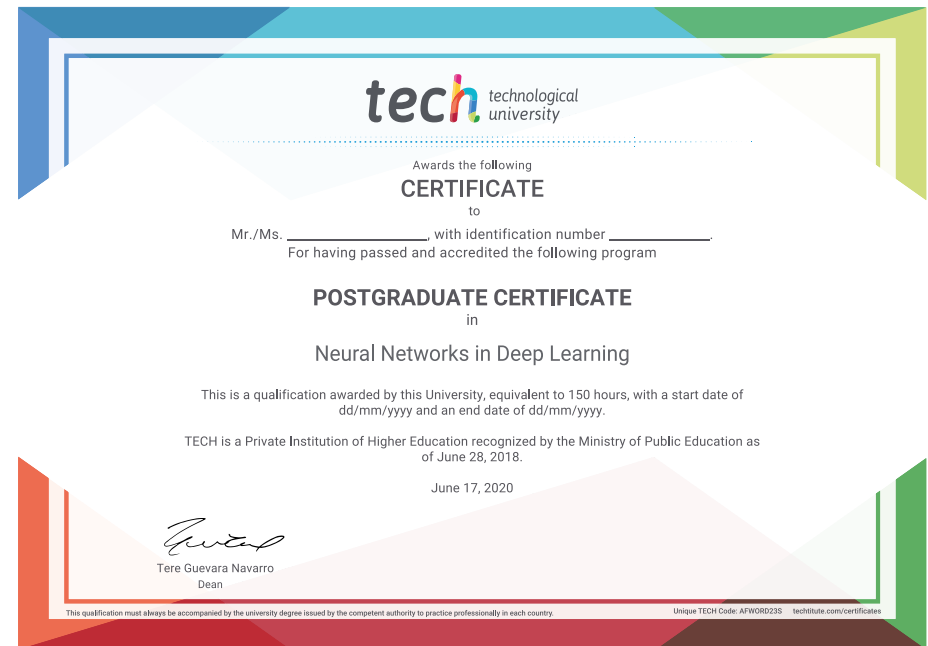 tech technological
university
Awards the following
CERTIFICATE
to
Mr./Ms. ____________________, with identification number ______________.
For having passed and accredited the following program
POSTGRADUATE CERTIFICATE
in
Neural Networks in Deep Learning
This is a qualification awarded by this University, equivalent to 150 hours, with a start date of
dd/mm/yyyy and an end date of dd/mm/yyyy.
TECH is a Private Institution of Higher Education recognized by the Ministry of Public Education as
of June 28, 2018.
June 17, 2020
Tere Guevara Navarro
Dean
This qualification must always be accompanied by the university degree issued by the competent authority to practice professionally in each country.
Unique TECH Code: AFWORD23S techtitute.com/certificates